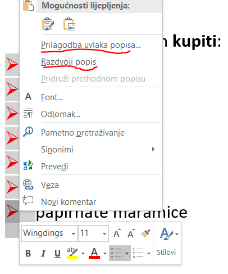 Mogućnosti lijepljenja:
Prilagodba uvlaka popisa...
kupiti:
Razdvoji popis
Pridruži prethodnom popisu
Font...
Odlomak...
Pametno pretraživanje
Sinonimi
Prevedi
Veza
Novi komentar
papirnate maramice
Wingdings 11 A A
B I U ab A Stilovi